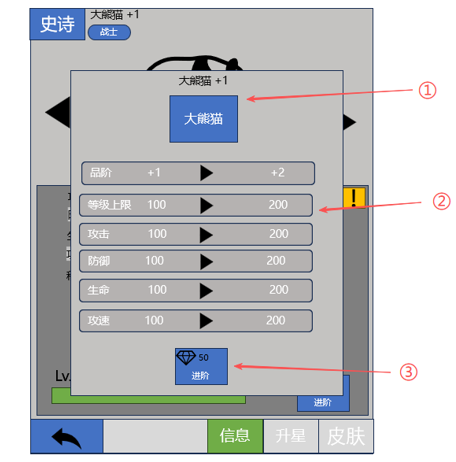 史诗
大熊猫 +1
战士
大熊猫 +1
大熊猫
①
品阶 +1 +2
等级上限 100 200
②
!
攻击 100 200
防御 100 200
生命 100 200
攻速 100 200
50
进阶
③
Lv.
进阶
信息
升星
皮肤